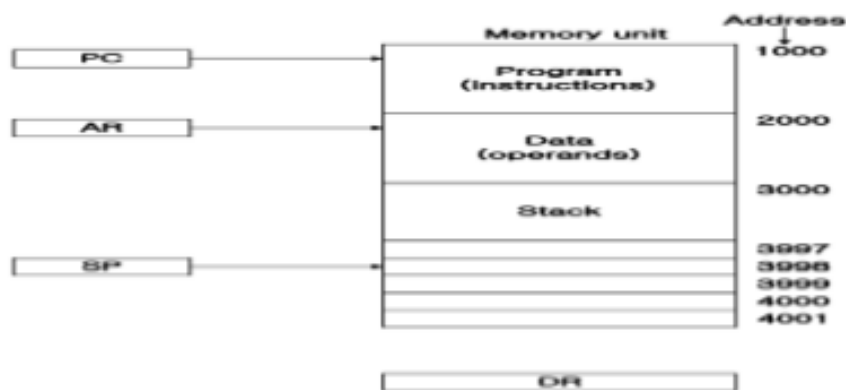 Address
Memory unit
1000
PC
Program
(instructions)
AR
2000
Data
(operands)
3000
Stack
3997
SP
3998
3999
4000
4001
DR